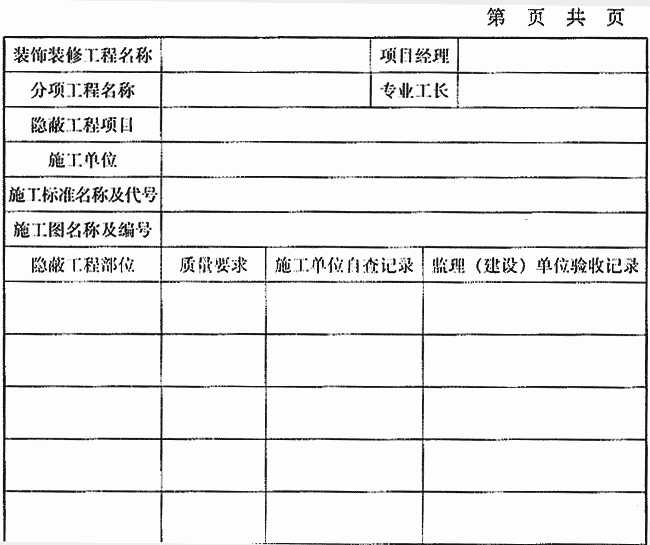 第 页 共 页
装饰装修工程名称 项目经理
分项工程名称 专业工长
隐蔽工程项目
施工单位
施工标准名称及代号
施工图名称及编号
隐蔽工程部位 质量要求 施工单位自查记录 监理（建设）单位验收记录